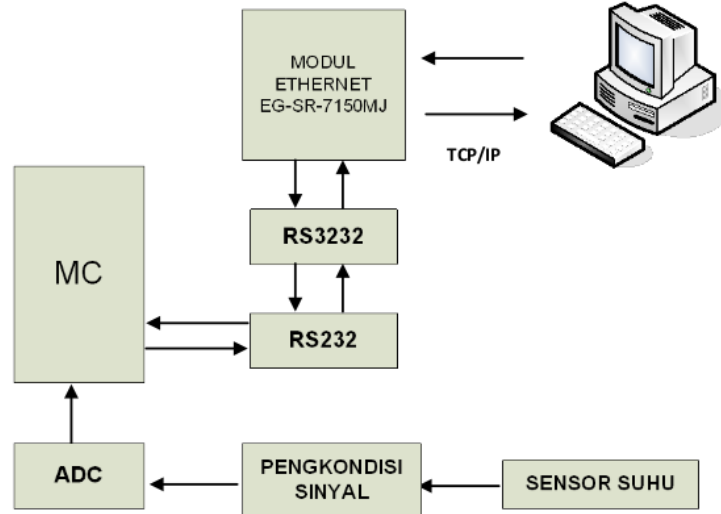 MODUL
ETHERNET
EG-SR-7150MJ
TCP/IP
RS3232
MC
RS232
ADC
PENGKONDISI
SINYAL
SENSOR SUHU